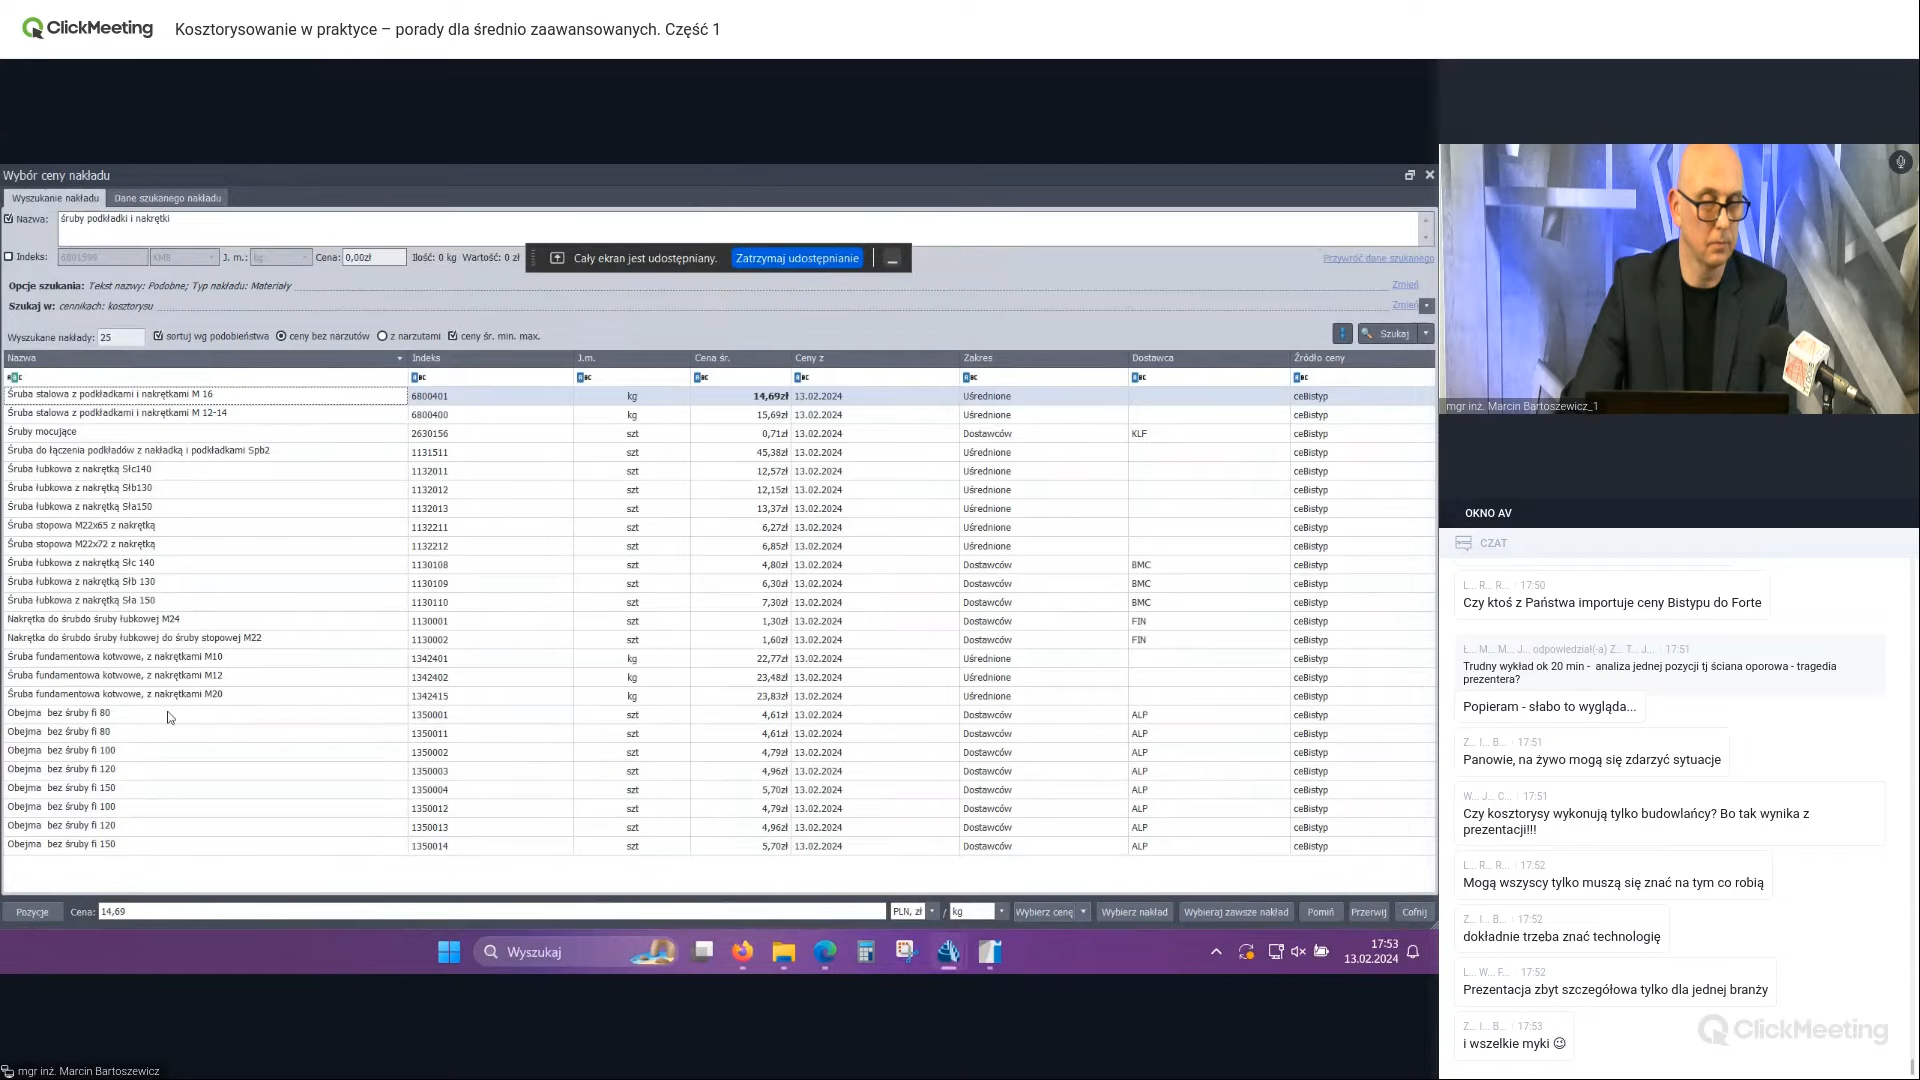 ClickMeeting
Kosztorysowanie w praktyce – porady dla średnio zaawansowanych. Część 1
Wybór ceny nakładu
Wyszukanie nakładu Dane szukanego nakładu
Nazwa: śruby podkładki i nakrętki
Indeks: 6891599 KMB J. m.: kg Cena: 0,00zł Ilość: 0 kg Wartość: 0 zł
Cały ekran jest udostępniany. Zatrzymaj udostępnianie
Przywróć dane szukanego
Opcje szukania: Tekst nazwy: Podobne; Typ nakładu: Materiały Zmień
Szukaj w: cennikach: kosztorysu Zmień
Wyszukane nakłady: 25 sortuj wg podobieństwa ceny bez narzutów z narzutami ceny śr. min. max. Szukaj
Nazwa Indeks J.m. Cena śr. Ceny z Zakres Dostawca Źródło ceny
Śruba stalowa z podkładkami i nakrętkami M 16 6800401 kg 14,69zł 13.02.2024 Uśrednione ceBistyp
Śruba stalowa z podkładkami i nakrętkami M 12-14 6800400 kg 15,69zł 13.02.2024 Uśrednione ceBistyp
Śruby mocujące 2630156 szt 0,71zł 13.02.2024 Dostawców KLF ceBistyp
Śruba do łączenia podkładów z nakładką i podkładkami Spb2 1131511 szt 45,38zł 13.02.2024 Uśrednione ceBistyp
Śruba łubkowa z nakrętką Słc140 1132011 szt 12,57zł 13.02.2024 Uśrednione ceBistyp
Śruba łubkowa z nakrętką Słb130 1132012 szt 12,15zł 13.02.2024 Uśrednione ceBistyp
Śruba łubkowa z nakrętką Sła150 1132013 szt 13,37zł 13.02.2024 Uśrednione ceBistyp
Śruba stopowa M22x65 z nakrętką 1132211 szt 6,27zł 13.02.2024 Uśrednione ceBistyp
Śruba stopowa M22x72 z nakrętką 1132212 szt 6,85zł 13.02.2024 Uśrednione ceBistyp
Śruba łubkowa z nakrętką Słc 140 1130108 szt 4,80zł 13.02.2024 Dostawców BMC ceBistyp
Śruba łubkowa z nakrętką Słb 130 1130109 szt 6,30zł 13.02.2024 Dostawców BMC ceBistyp
Śruba łubkowa z nakrętką Sła 150 1130110 szt 7,30zł 13.02.2024 Dostawców BMC ceBistyp
Nakrętka do śrubdo śruby łubkowej M24 1130001 szt 1,30zł 13.02.2024 Dostawców FIN ceBistyp
Nakrętka do śrubdo śruby łubkowej do śruby stopowej M22 1130002 szt 1,60zł 13.02.2024 Dostawców FIN ceBistyp
Śruba fundamentowa kotwowe, z nakrętkami M10 1342401 kg 22,77zł 13.02.2024 Uśrednione ceBistyp
Śruba fundamentowa kotwowe, z nakrętkami M12 1342402 kg 23,48zł 13.02.2024 Uśrednione ceBistyp
Śruba fundamentowa kotwowe, z nakrętkami M20 1342415 kg 23,83zł 13.02.2024 Uśrednione ceBistyp
Obejma bez śruby fi 80 1350001 szt 4,61zł 13.02.2024 Dostawców ALP ceBistyp
Obejma bez śruby fi 80 1350011 szt 4,61zł 13.02.2024 Dostawców ALP ceBistyp
Obejma bez śruby fi 100 1350002 szt 4,79zł 13.02.2024 Dostawców ALP ceBistyp
Obejma bez śruby fi 120 1350003 szt 4,96zł 13.02.2024 Dostawców ALP ceBistyp
Obejma bez śruby fi 150 1350004 szt 5,70zł 13.02.2024 Dostawców ALP ceBistyp
Obejma bez śruby fi 100 1350012 szt 4,79zł 13.02.2024 Dostawców ALP ceBistyp
Obejma bez śruby fi 120 1350013 szt 4,96zł 13.02.2024 Dostawców ALP ceBistyp
Obejma bez śruby fi 150 1350014 szt 5,70zł 13.02.2024 Dostawców ALP ceBistyp
Pozycje Cena: 14,69 PLN, zł / kg Wybierz cenę Wybierz nakład Wybieraj zawsze nakład Pomiń Przerwij Cofnij
Wyszukaj
17:53
13.02.2024
mgr inż. Marcin Bartoszewicz
mgr inż. Marcin Bartoszewicz_1
OKNO AV
CZAT
L... R... R... 17:50
Czy ktoś z Państwa importuje ceny Bistypu do Forte
Ł... M... M... J... odpowiedział(-a) Z... T... J... 17:51
Trudny wykład ok 20 min - analiza jednej pozycji tj ściana oporowa - tragedia
prezentera?
Popieram - słabo to wygląda...
Z... I... B... 17:51
Panowie, na żywo mogą się zdarzyć sytuacje
W... J... C... 17:51
Czy kosztorysy wykonują tylko budowlańcy? Bo tak wynika z
prezentacji!!!
L... R... R... 17:52
Mogą wszyscy tylko muszą się znać na tym co robią
Z... I... B... 17:52
dokładnie trzeba znać technologię
L... W... F... 17:52
Prezentacja zbyt szczegółowa tylko dla jednej branży
Z... I... B... 17:53
i wszelkie myki 😉
ClickMeeting